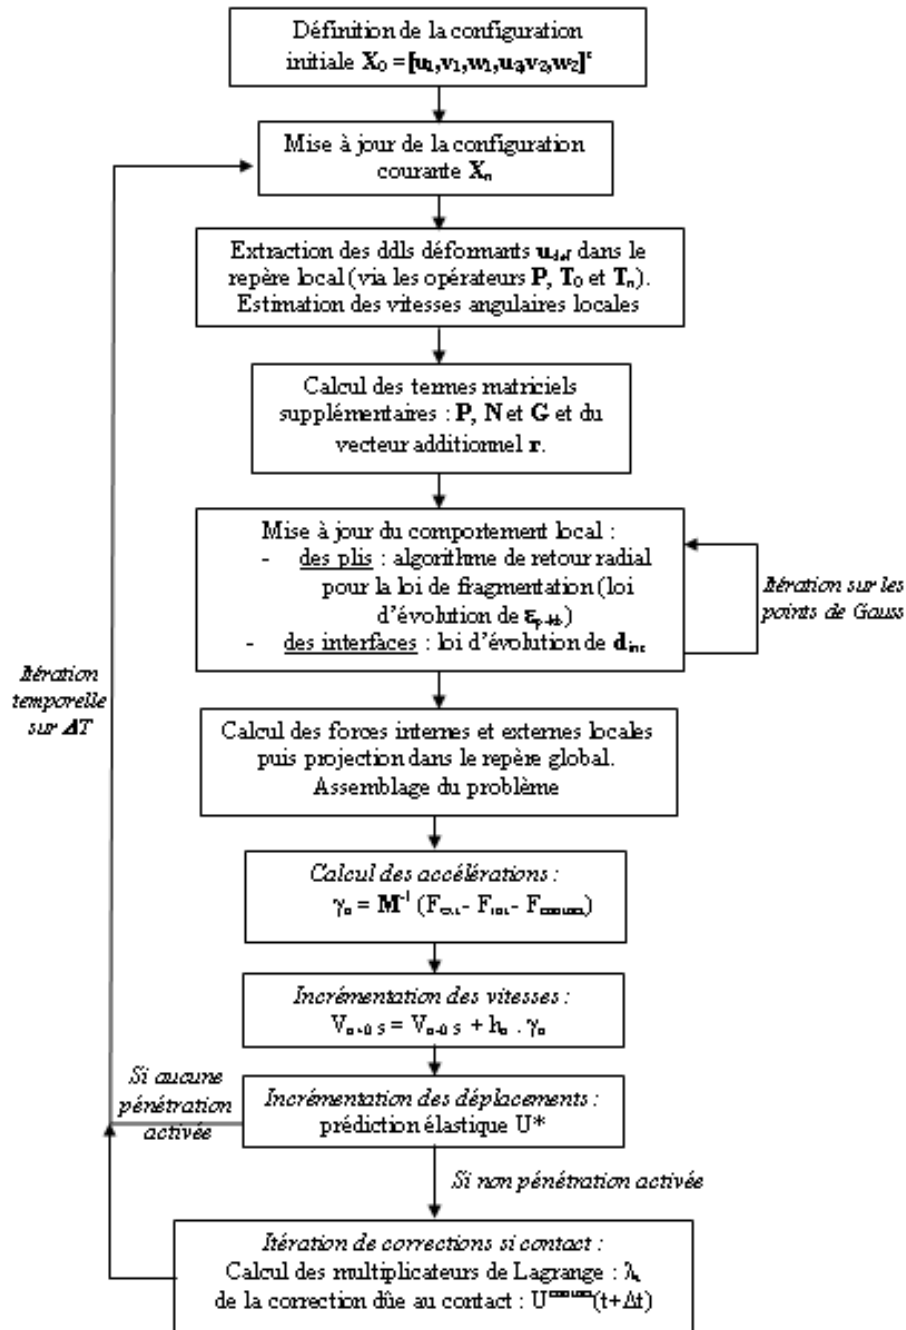 Définition de la configuration
initiale X₀ =[u₁,v₁,w₁,u₂,v₂,w₂]ᵗ
Mise à jour de la configuration
courante Xₙ
Extraction des ddls déformants u_def dans le
repère local (via les opérateurs P, T₀ et Tₙ).
Estimation des vitesses angulaires locales
Calcul des termes matriciels
supplémentaires : P, N et G et du
vecteur additionnel r.
Mise à jour du comportement local :
- des plis : algorithme de retour radial
pour la loi de fragmentation (loi
d'évolution de
- des interfaces : loi d'évolution de d_int
Itération sur les
points de Gauss
Itération
temporelle
sur ΔT
Calcul des forces internes et externes locales
puis projection dans le repère global.
Assemblage du problème
Calcul des accélérations :
γₙ = M⁻¹ (F_ext - F_int - F_contact)
Incrémentation des vitesses :
Vₙ₊₀.₅ = Vₙ₋₀.₅ + hₙ . γₙ
Si aucune
pénétration
activée
Incrémentation des déplacements :
prédiction élastique U*
Si non pénétration activée
Itération de corrections si contact :
Calcul des multiplicateurs de Lagrange :
de la correction dûe au contact : U^contact(t+Δt)